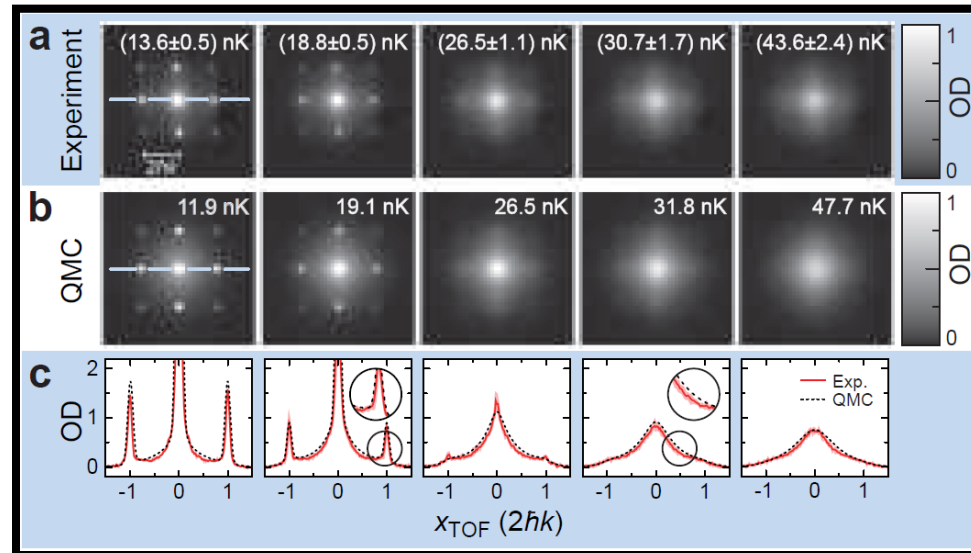 a
Experiment
(13.6±0.5) nK
(18.8±0.5) nK
(26.5±1.1) nK
(30.7±1.7) nK
(43.6±2.4) nK
1
OD
0
b
QMC
11.9 nK
19.1 nK
26.5 nK
31.8 nK
47.7 nK
1
OD
0
c
OD
2
1
0
Exp.
QMC
-1 0 1 -1 0 1 -1 0 1 -1 0 1 -1 0 1
x_TOF (2ħk)